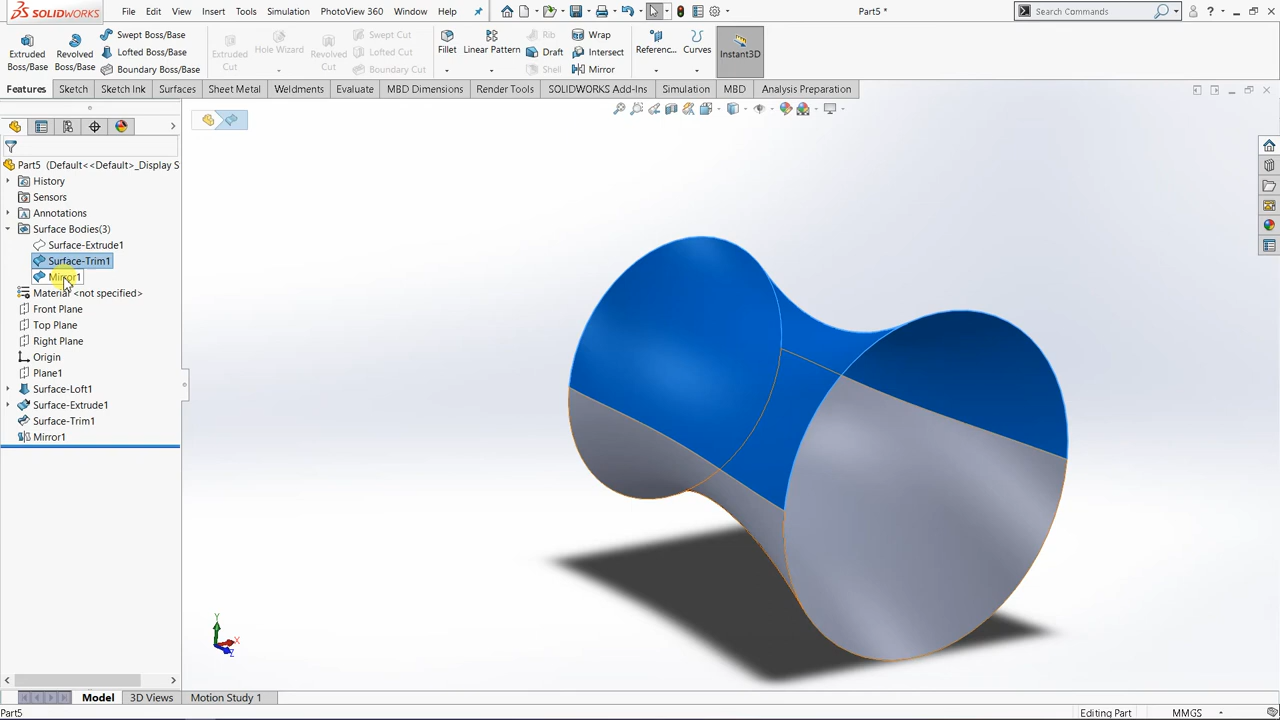 SOLIDWORKS File Edit View Insert Tools Simulation PhotoView 360 Window Help Part5 * Search Commands
Extruded Boss/Base
Revolved Boss/Base
Swept Boss/Base
Lofted Boss/Base
Boundary Boss/Base
Extruded Cut
Hole Wizard
Revolved Cut
Swept Cut
Lofted Cut
Boundary Cut
Fillet
Linear Pattern
Rib
Draft
Shell
Wrap
Intersect
Mirror
Referenc...
Curves
Instant3D
Features Sketch Sketch Ink Surfaces Sheet Metal Weldments Evaluate MBD Dimensions Render Tools SOLIDWORKS Add-Ins Simulation MBD Analysis Preparation
Part5 (Default<<Default>_Display S
History
Sensors
Annotations
Surface Bodies(3)
Surface-Extrude1
Surface-Trim1
Mirror1
Material <not specified>
Front Plane
Top Plane
Right Plane
Origin
Plane1
Surface-Loft1
Surface-Extrude1
Surface-Trim1
Mirror1
Y
X
Z
Model 3D Views Motion Study 1
Part5 Editing Part MMGS